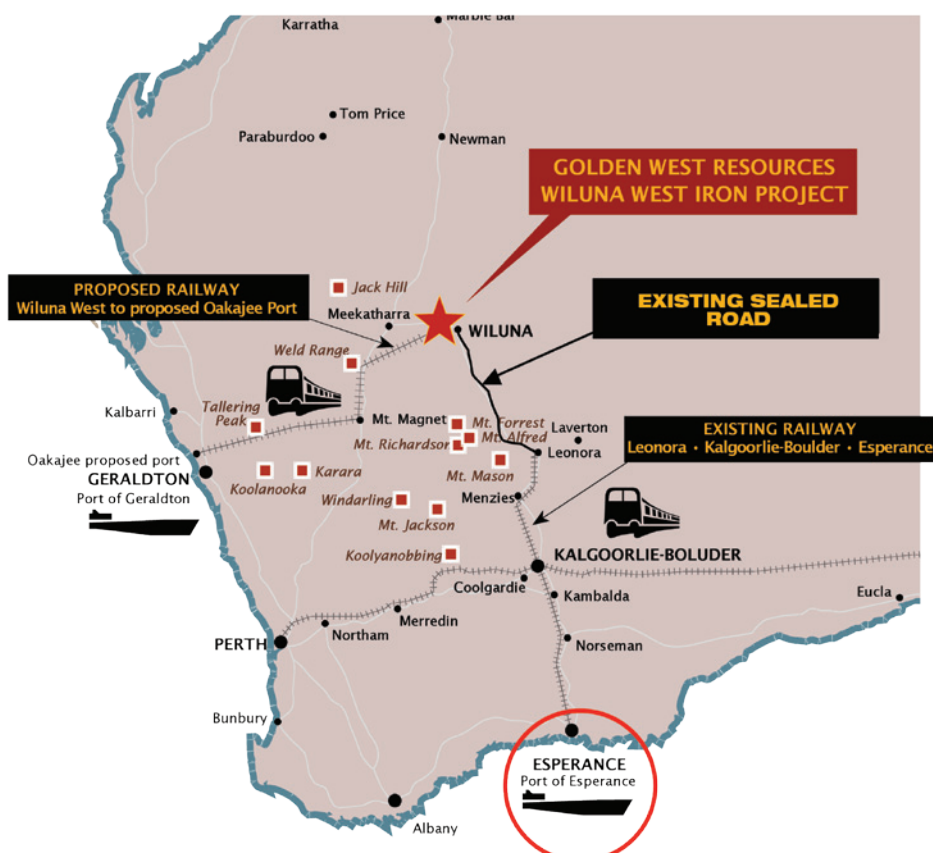 Marble Bar
Karratha
Tom Price
Paraburdoo
Newman
GOLDEN WEST RESOURCES
WILUNA WEST IRON PROJECT
PROPOSED RAILWAY
Wiluna West to proposed Oakajee Port
Jack Hill
Meekatharra
WILUNA
EXISTING SEALED
ROAD
Weld Range
Kalbarri
Tallering
Peak
Mt. Magnet
Mt. Forrest
Mt. Alfred
Mt. Richardson
Laverton
Leonora
EXISTING RAILWAY
Leonora • Kalgoorlie-Boulder • Esperance
Oakajee proposed port
GERALDTON
Port of Geraldton
Koolanooka
Karara
Mt. Mason
Menzies
Windarling
Mt. Jackson
Koolyanobbing
KALGOORLIE-BOLUDER
Coolgardie
Kambalda
Eucla
Merredin
Northam
PERTH
Norseman
Bunbury
ESPERANCE
Port of Esperance
Albany